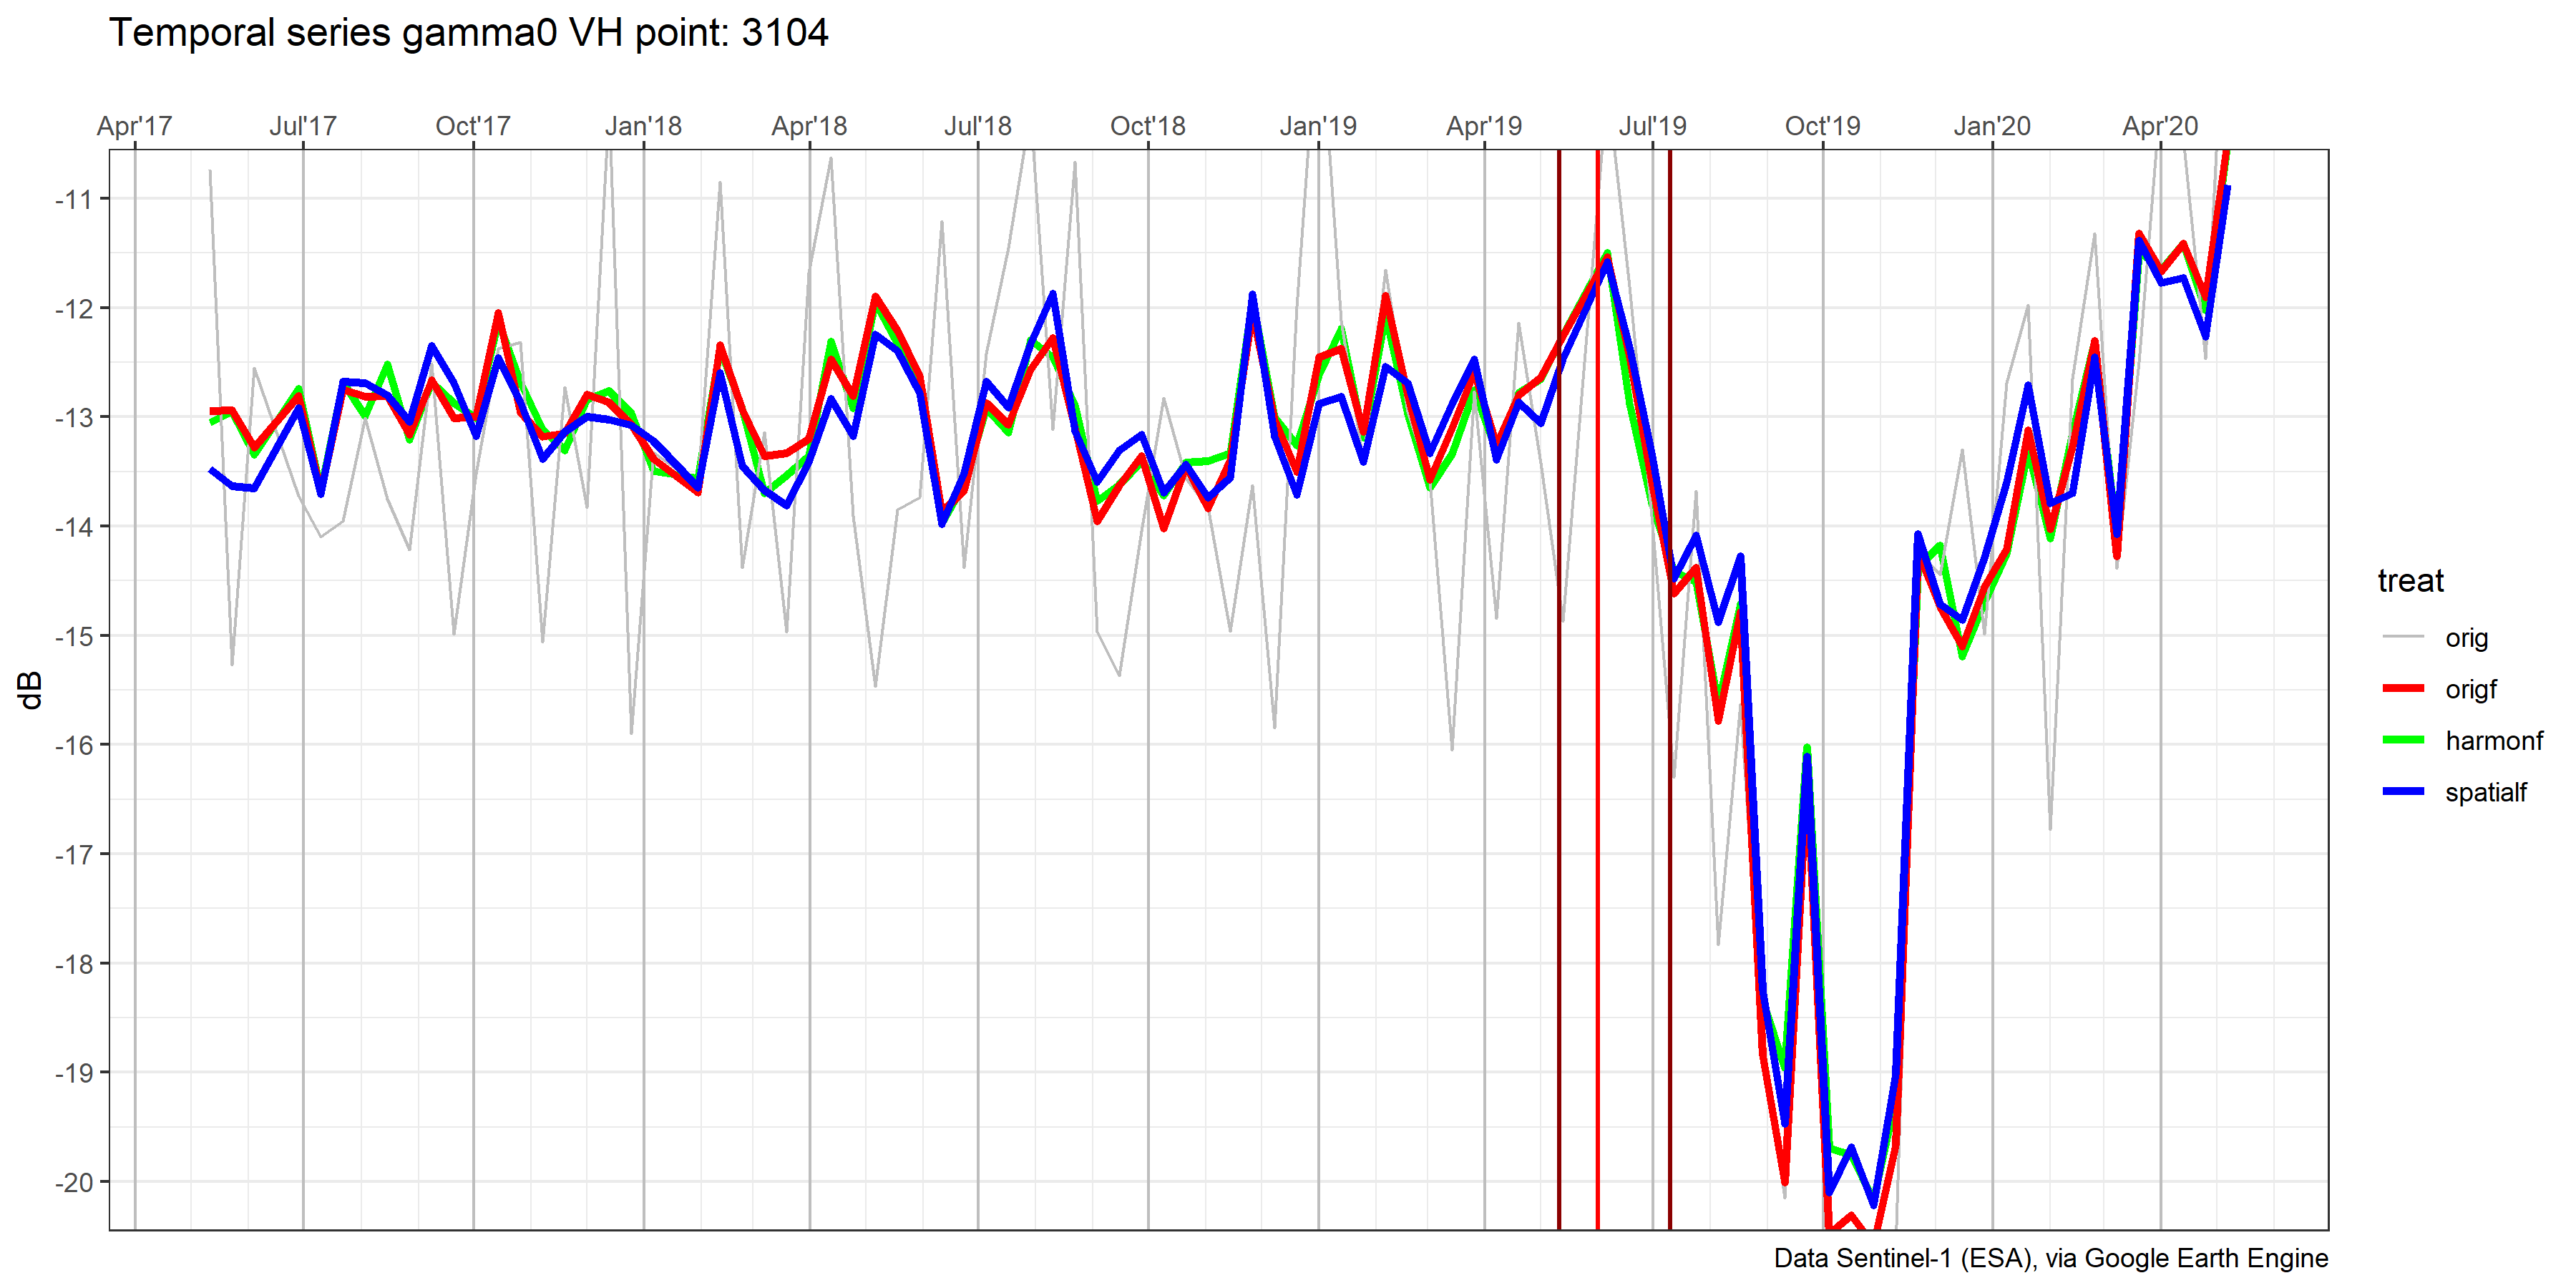 Temporal series gamma0 VH point: 3104
Apr'17 Jul'17 Oct'17 Jan'18 Apr'18 Jul'18 Oct'18 Jan'19 Apr'19 Jul'19 Oct'19 Jan'20 Apr'20
-11
-12
-13
-14
-15
-16
-17
-18
-19
-20
dB
treat
orig
origf
harmonf
spatialf
Data Sentinel-1 (ESA), via Google Earth Engine